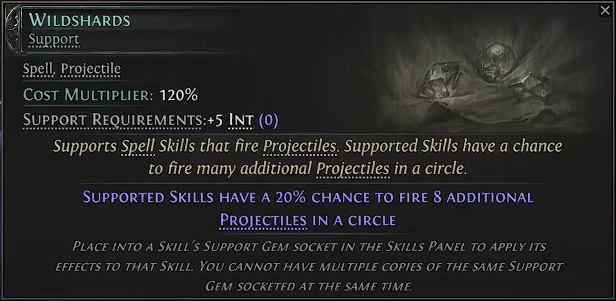 Wildshards
Support
Spell, Projectile
Cost Multiplier: 120%
Support Requirements:+5 Int (0)
Supports Spell Skills that fire Projectiles. Supported Skills have a chance
to fire many additional Projectiles in a circle.
Supported Skills have a 20% chance to fire 8 additional
Projectiles in a circle
Place into a Skill's Support Gem socket in the Skills Panel to apply its
effects to that Skill. You cannot have multiple copies of the same Support
Gem socketed at the same time.